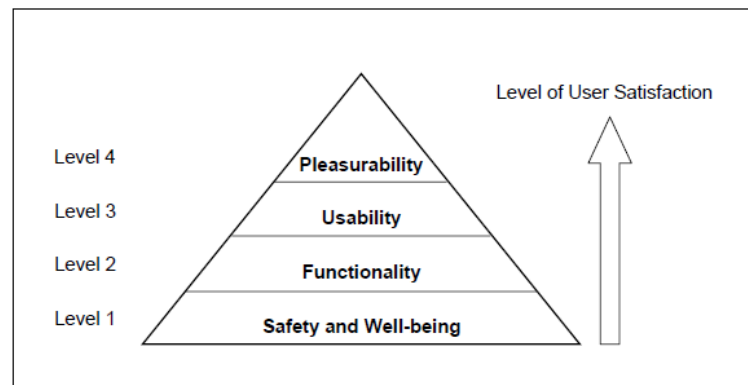 Level of User Satisfaction
Level 4
Pleasurability
Level 3
Usability
Level 2
Functionality
Level 1
Safety and Well-being